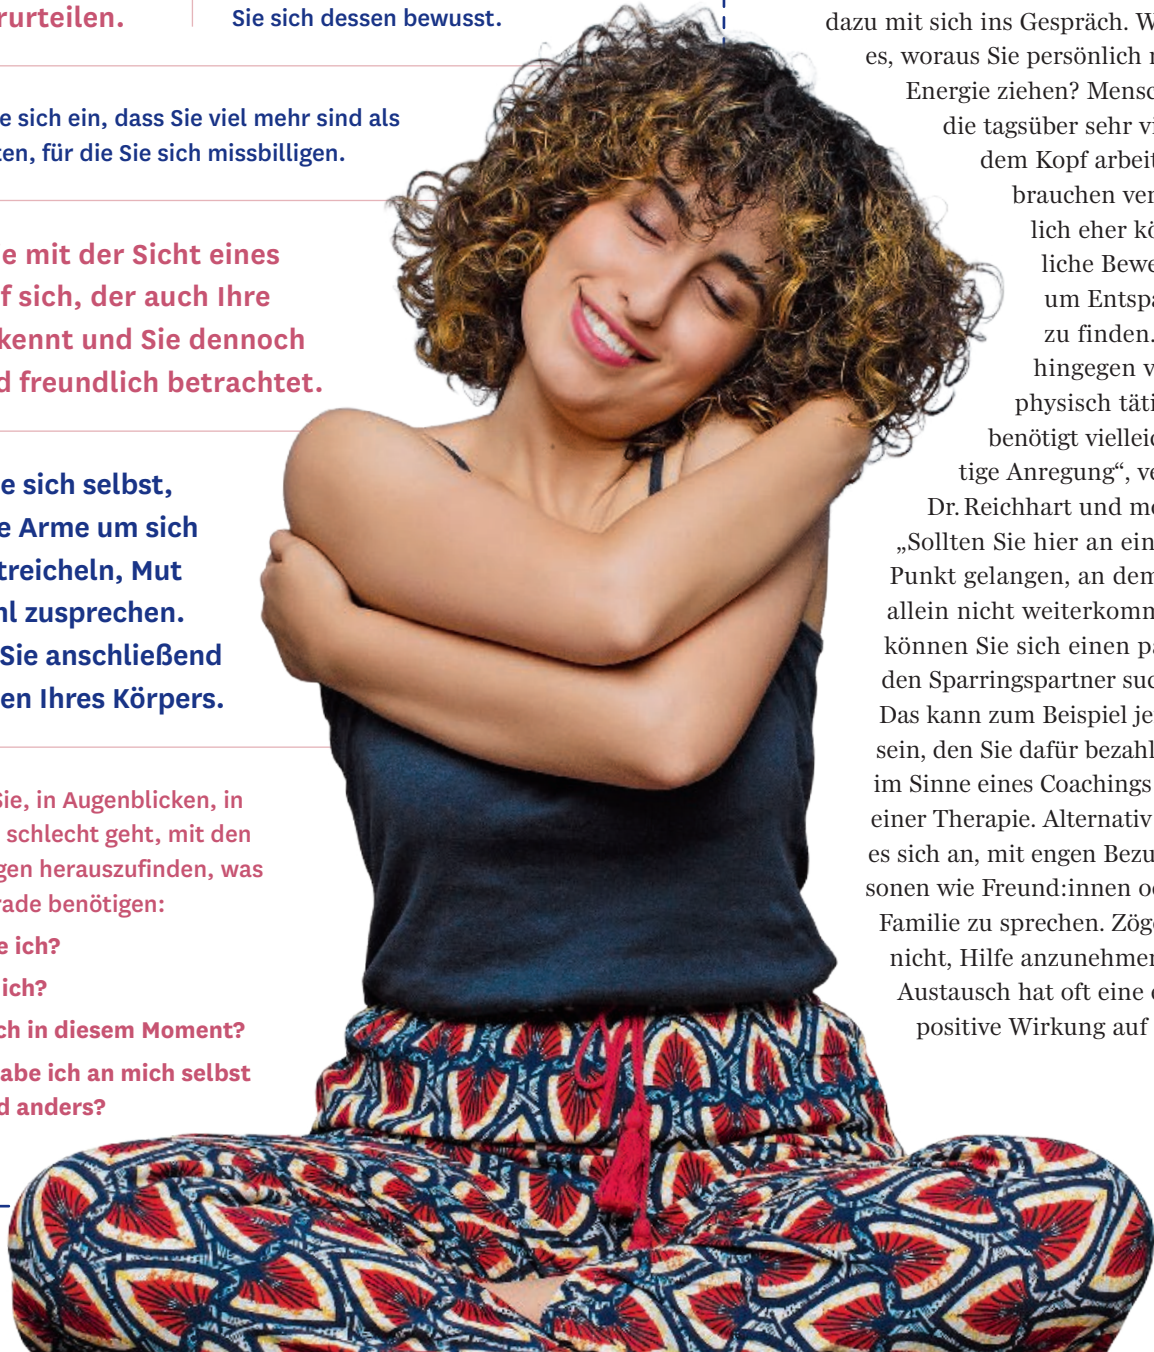 rurteilen.
Sie sich dessen bewusst.
e sich ein, dass Sie viel mehr sind als
ten, für die Sie sich missbilligen.
e mit der Sicht eines
f sich, der auch Ihre
kennt und Sie dennoch
d freundlich betrachtet.
e sich selbst,
e Arme um sich
treicheln, Mut
hl zusprechen.
Sie anschließend
en Ihres Körpers.
Sie, in Augenblicken, in
schlecht geht, mit den
gen herauszufinden, was
rade benötigen:
e ich?
ich?
ch in diesem Moment?
abe ich an mich selbst
d anders?
dazu mit sich ins Gespräch. W
es, woraus Sie persönlich
Energie ziehen? Mensc
die tagsüber sehr vi
dem Kopf arbeit
brauchen ver
lich eher kö
liche Bewe
um Entspa
zu finden.
hingegen v
physisch täti
benötigt vielleic
tige Anregung“, ve
Dr. Reichhart und me
„Sollten Sie hier an ein
Punkt gelangen, an dem
allein nicht weiterkomm
können Sie sich einen pa
den Sparringspartner suc
Das kann zum Beispiel je
sein, den Sie dafür bezahl
im Sinne eines Coachings
einer Therapie. Alternativ
es sich an, mit engen Bezu
sonen wie Freund:innen od
Familie zu sprechen. Zöge
nicht, Hilfe anzunehmen
Austausch hat oft eine
positive Wirkung auf